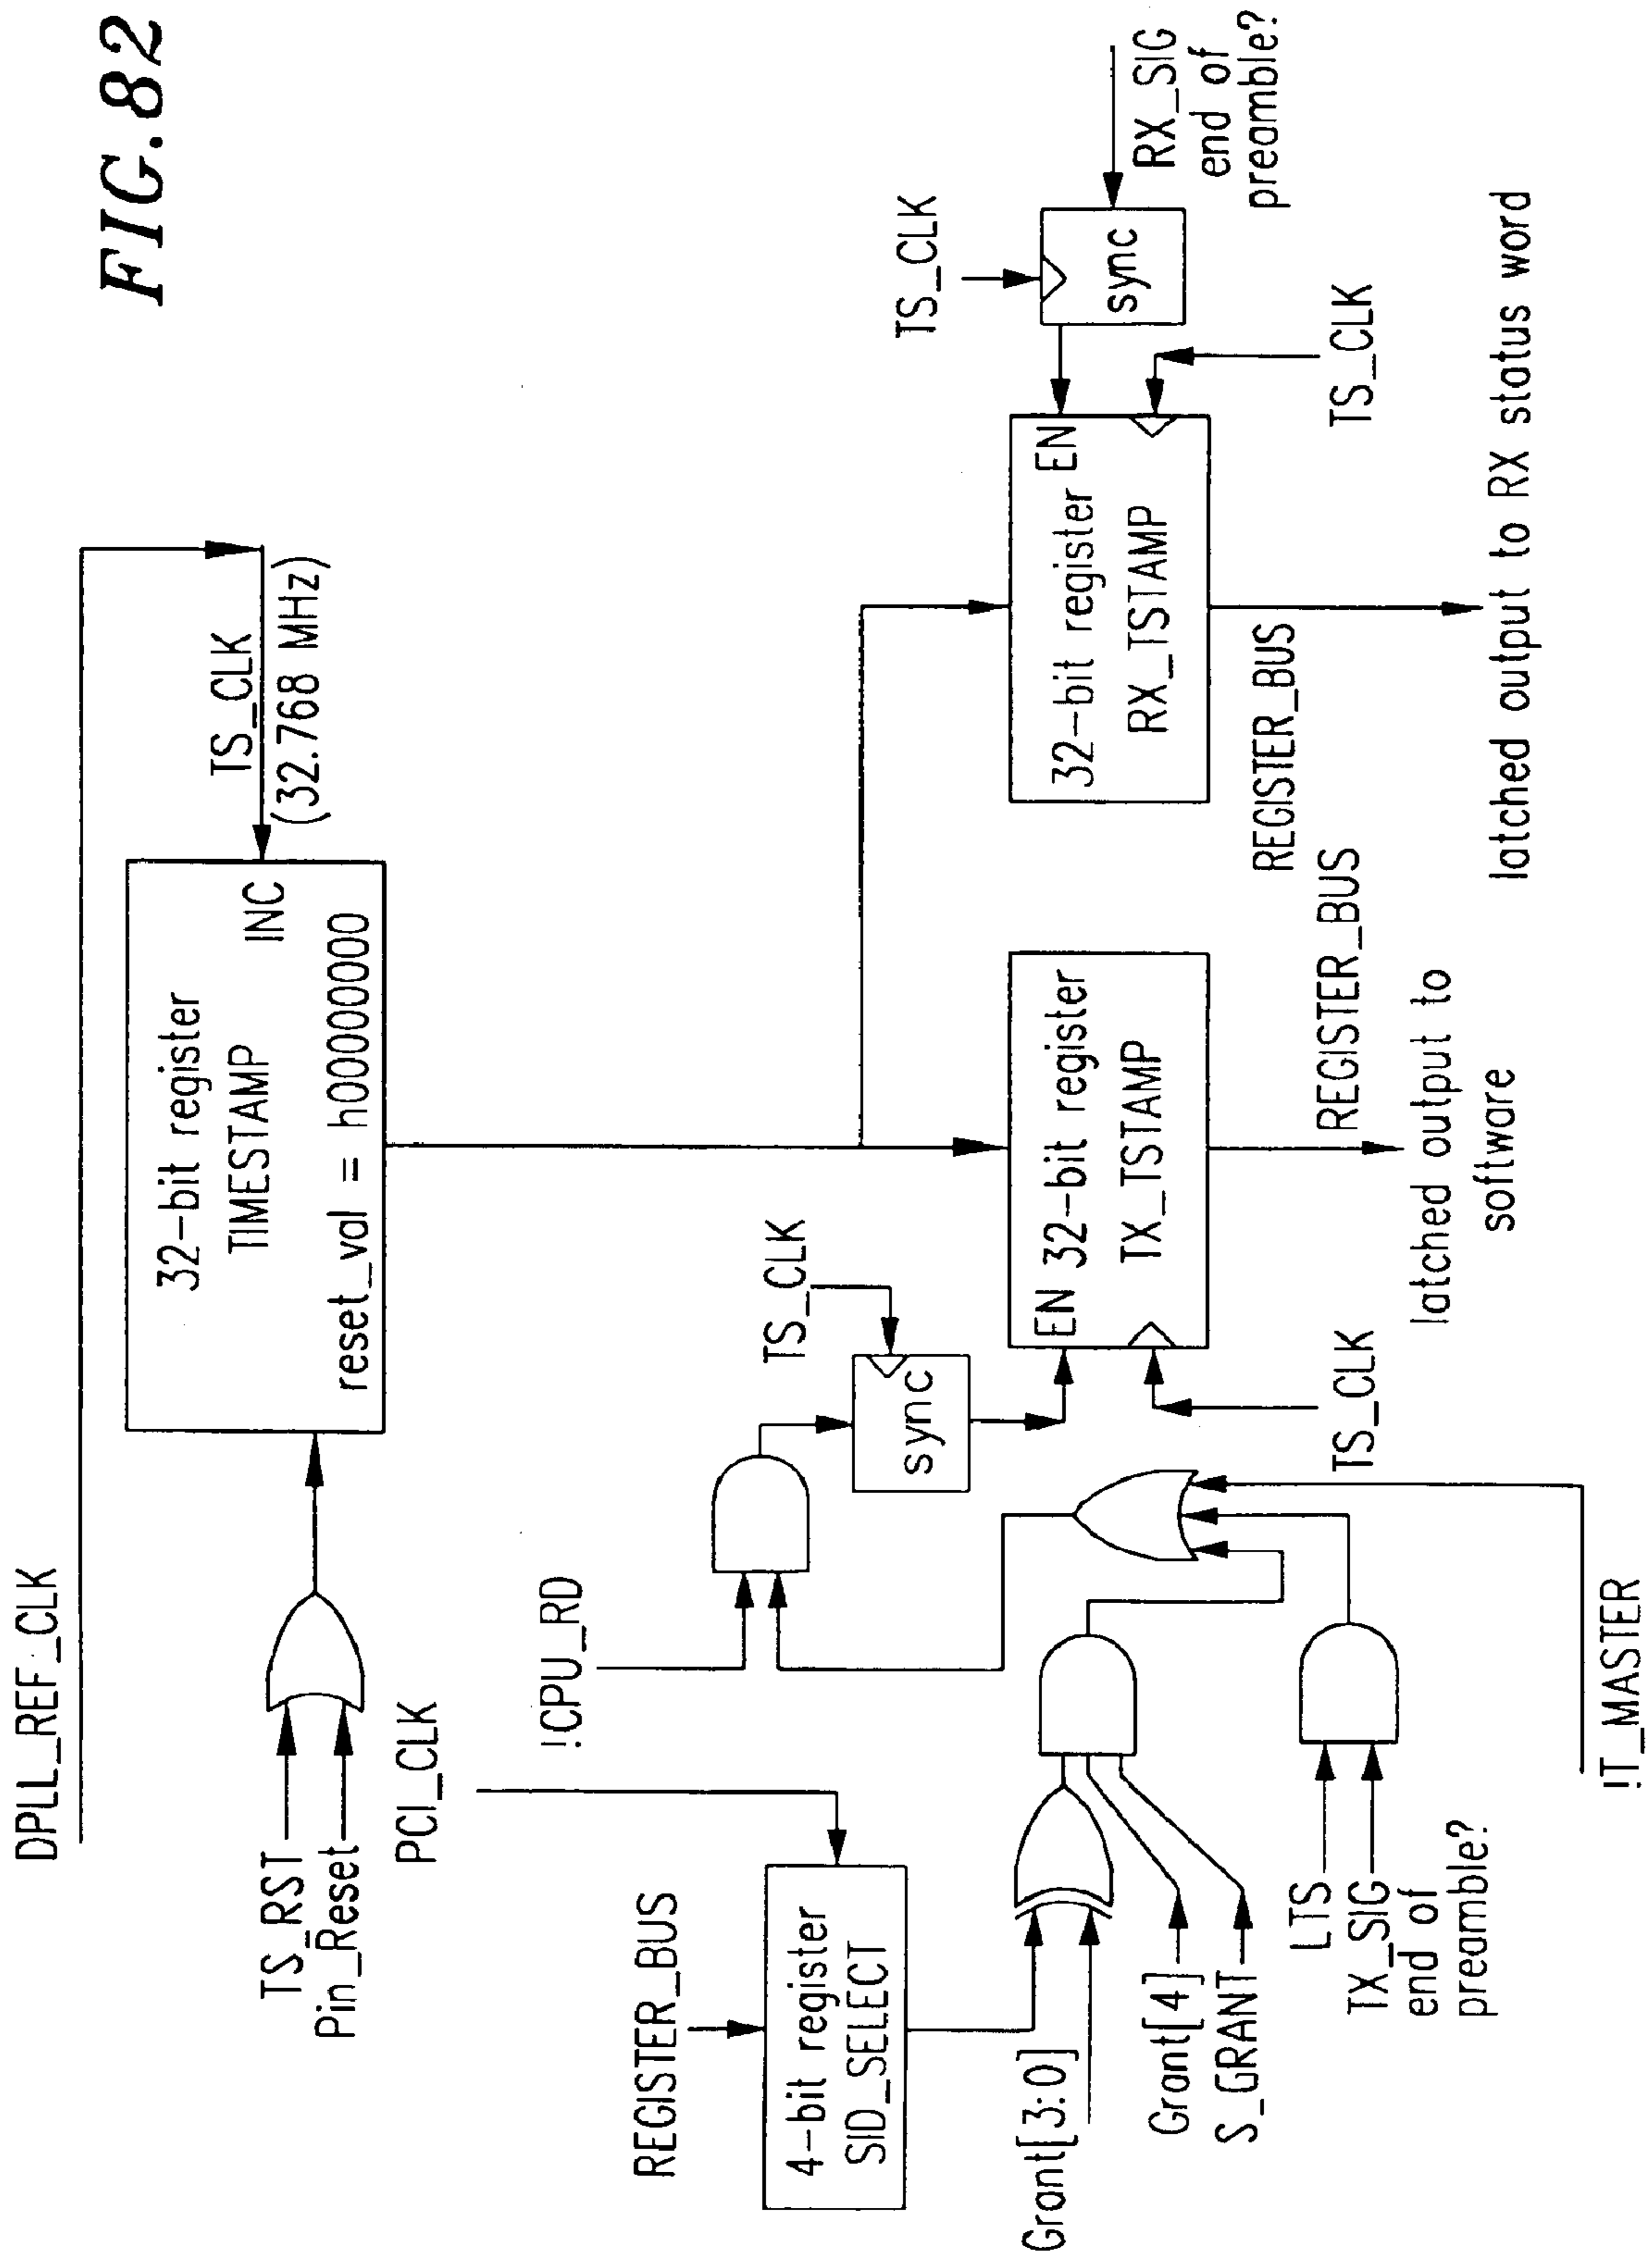 FIG.82
DPLL_REF_CLK
TS_CLK
(32.768 MHz)
TS_RST
Pin_Reset
32-bit register
TIMESTAMP
INC
reset_val = h00000000
PCI_CLK
!CPU_RD
REGISTER_BUS
4-bit register
SID_SELECT
TS_CLK
sync
EN 32-bit register
TX_TSTAMP
TS_CLK
REGISTER_BUS
latched output to
software
32-bit register EN
RX_TSTAMP
REGISTER_BUS
TS_CLK
sync
RX_SIG
end of
preamble?
TS_CLK
latched output to RX status word
Grant[3:0]
Grant[4]
S_GRANT
LTS
TX_SIG
end of
preamble?
!T_MASTER